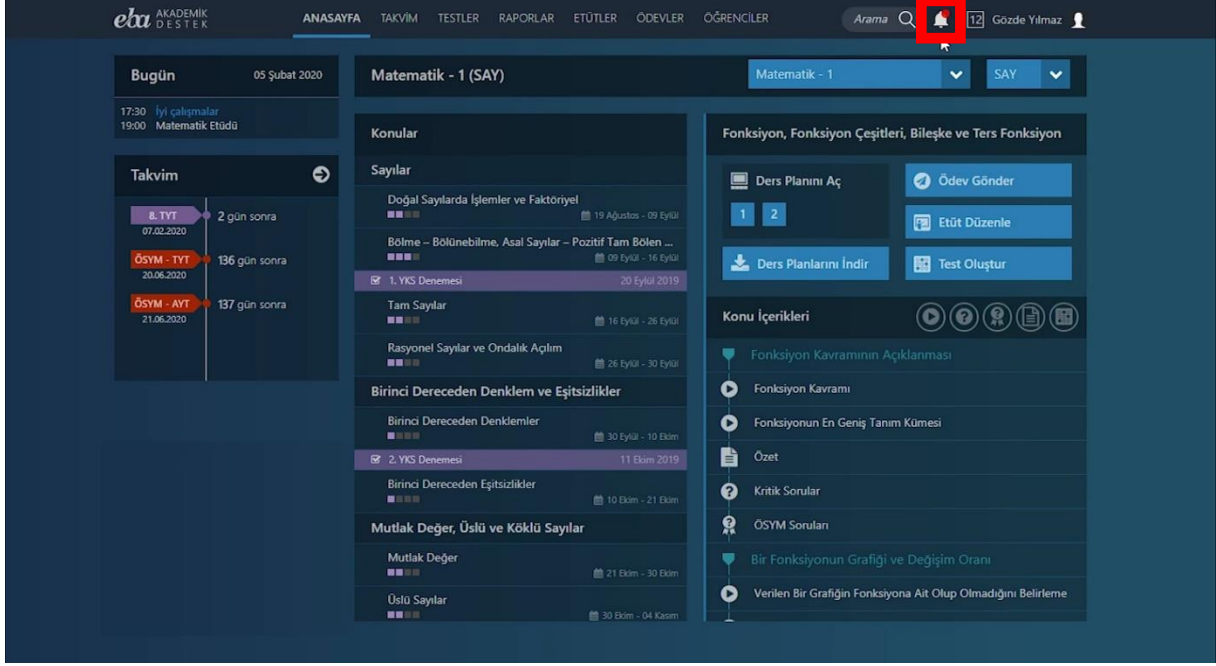 eba AKADEMİK DESTEK
ANASAYFA TAKVİM TESTLER RAPORLAR ETÜTLER ÖDEVLER ÖĞRENCİLER Arama 12 Gözde Yılmaz
Bugün 05 Şubat 2020
17:30 İyi çalışmalar
19:00 Matematik Etüdü
Takvim
8. TYT 2 gün sonra
07.02.2020
ÖSYM - TYT 136 gün sonra
20.06.2020
ÖSYM - AYT 137 gün sonra
21.06.2020
Matematik - 1 (SAY) Matematik - 1 SAY
Konular
Sayılar
Doğal Sayılarda İşlemler ve Faktöriyel
19 Ağustos - 09 Eylül
Bölme – Bölünebilme, Asal Sayılar – Pozitif Tam Bölen ...
09 Eylül - 16 Eylül
1. YKS Denemesi 20 Eylül 2019
Tam Sayılar
16 Eylül - 26 Eylül
Rasyonel Sayılar ve Ondalık Açılım
26 Eylül - 30 Eylül
Birinci Dereceden Denklem ve Eşitsizlikler
Birinci Dereceden Denklemler
30 Eylül - 10 Ekim
2. YKS Denemesi 11 Ekim 2019
Birinci Dereceden Eşitsizlikler
10 Ekim - 21 Ekim
Mutlak Değer, Üslü ve Köklü Sayılar
Mutlak Değer
21 Ekim - 30 Ekim
Üslü Sayılar
30 Ekim - 04 Kasım
Fonksiyon, Fonksiyon Çeşitleri, Bileşke ve Ters Fonksiyon
Ders Planını Aç
1 2
Ders Planlarını İndir
Ödev Gönder
Etüt Düzenle
Test Oluştur
Konu İçerikleri
Fonksiyon Kavramının Açıklanması
Fonksiyon Kavramı
Fonksiyonun En Geniş Tanım Kümesi
Özet
Kritik Sorular
ÖSYM Soruları
Bir Fonksiyonun Grafiği ve Değişim Oranı
Verilen Bir Grafiğin Fonksiyona Ait Olup Olmadığını Belirleme